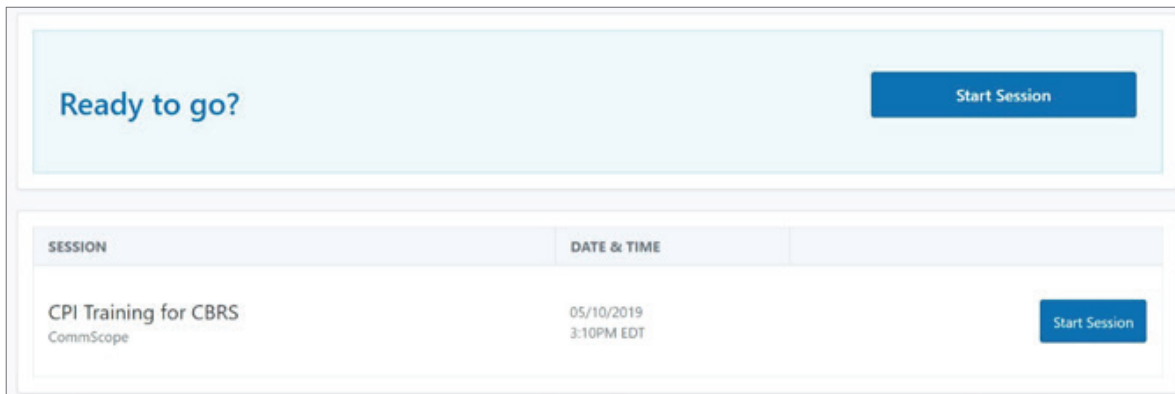 Ready to go?
Start Session
SESSION
DATE & TIME
CPI Training for CBRS
CommScope
05/10/2019
3:10PM EDT
Start Session